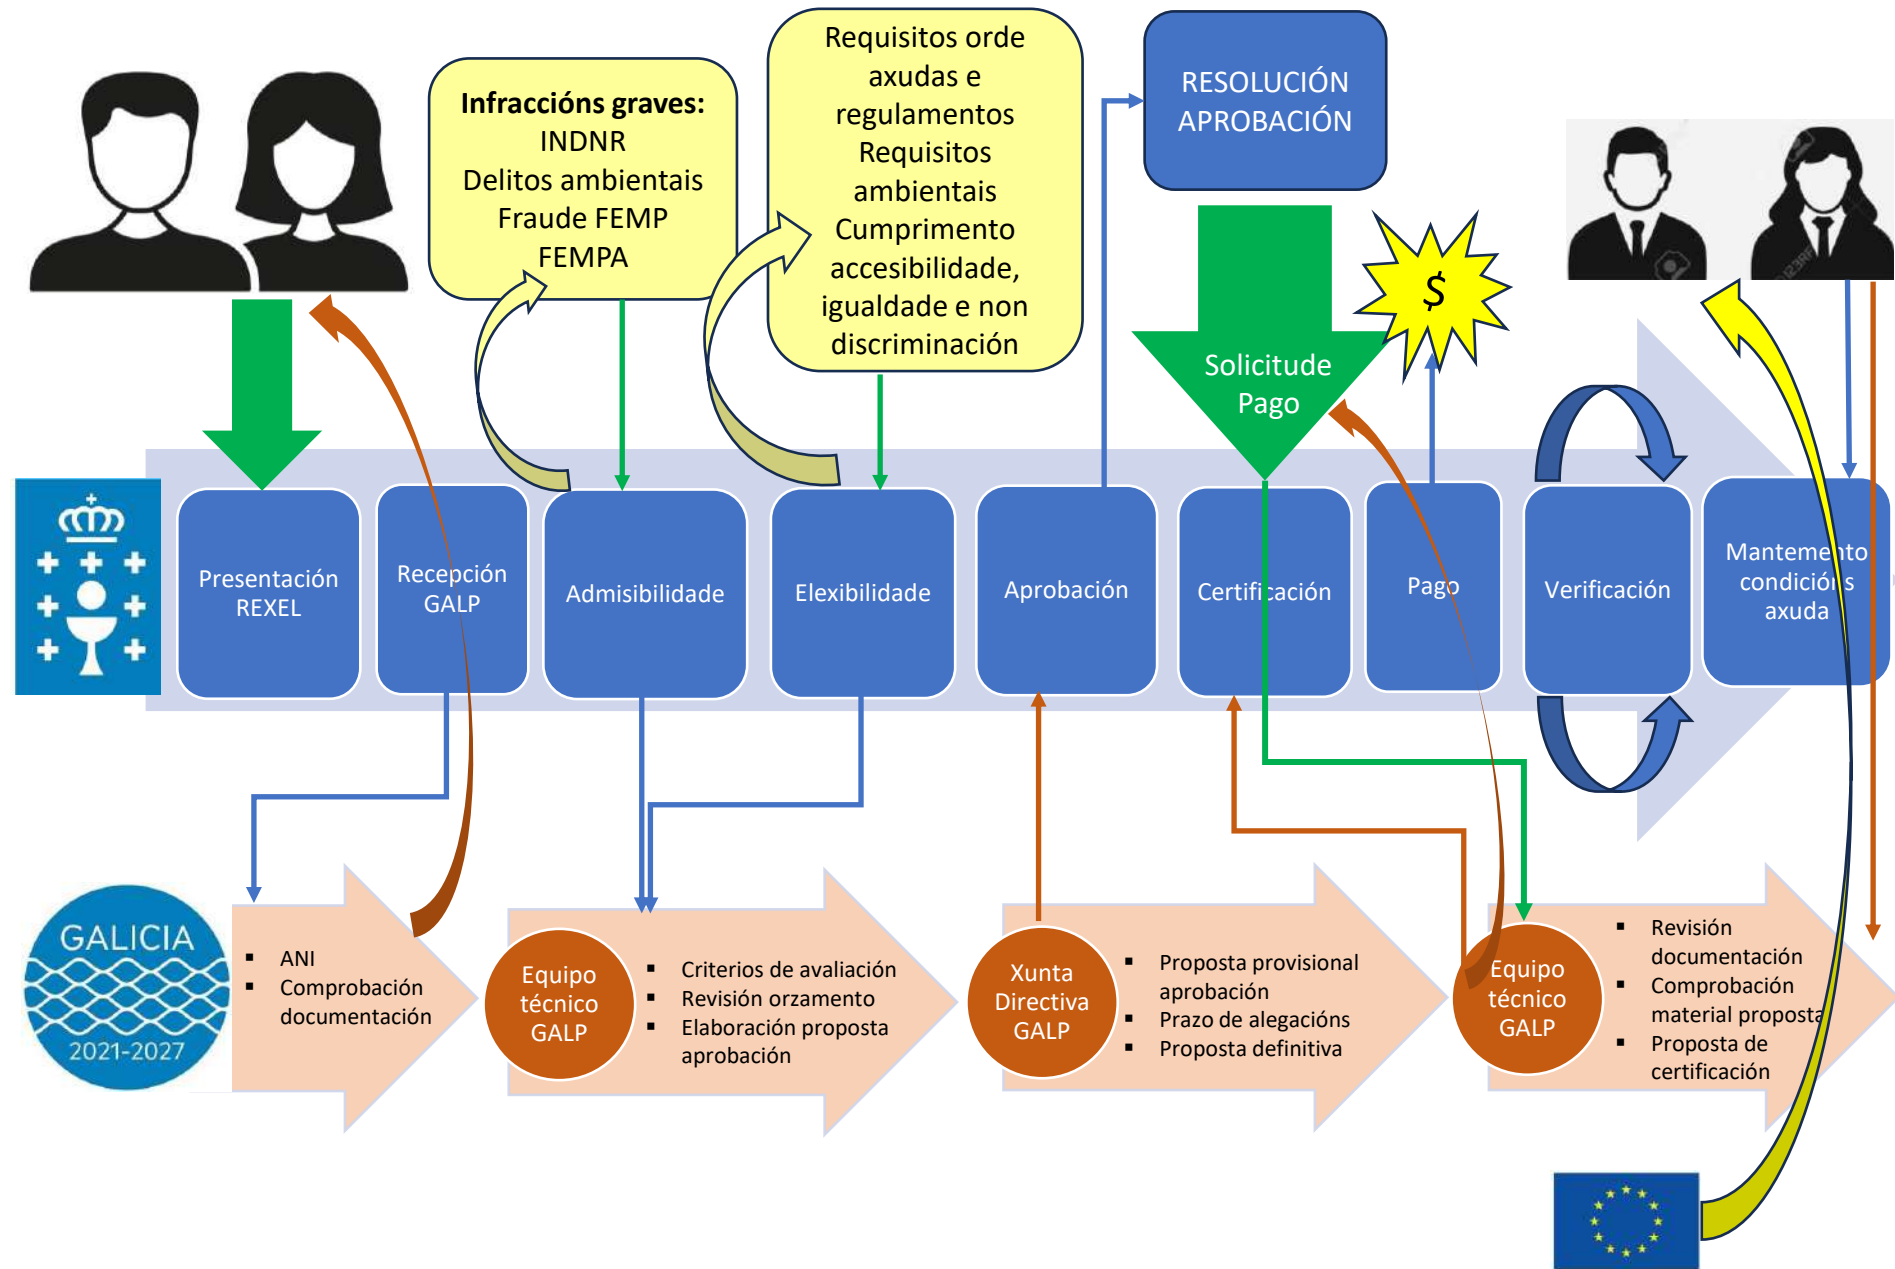 Infraccións graves:
INDNR
Delitos ambientais
Fraude FEMP
FEMPA
Requisitos orde
axudas e
regulamentos
Requisitos
ambientais
Cumprimento
accesibilidade,
igualdade e non
discriminación
RESOLUCIÓN
APROBACIÓN
Solicitude
Pago
$
Presentación
REXEL
Recepción
GALP
Admisibilidade
Elexibilidade
Aprobación
Certificación
Pago
Verificación
Mantemento
condicións
axuda
GALICIA
2021-2027
▪ ANI
▪ Comprobación
documentación
Equipo
técnico
GALP
▪ Criterios de avaliación
▪ Revisión orzamento
▪ Elaboración proposta
aprobación
Xunta
Directiva
GALP
▪ Proposta provisional
aprobación
▪ Prazo de alegacións
▪ Proposta definitiva
Equipo
técnico
GALP
▪ Revisión
documentación
▪ Comprobación
material proposta
▪ Proposta de
certificación